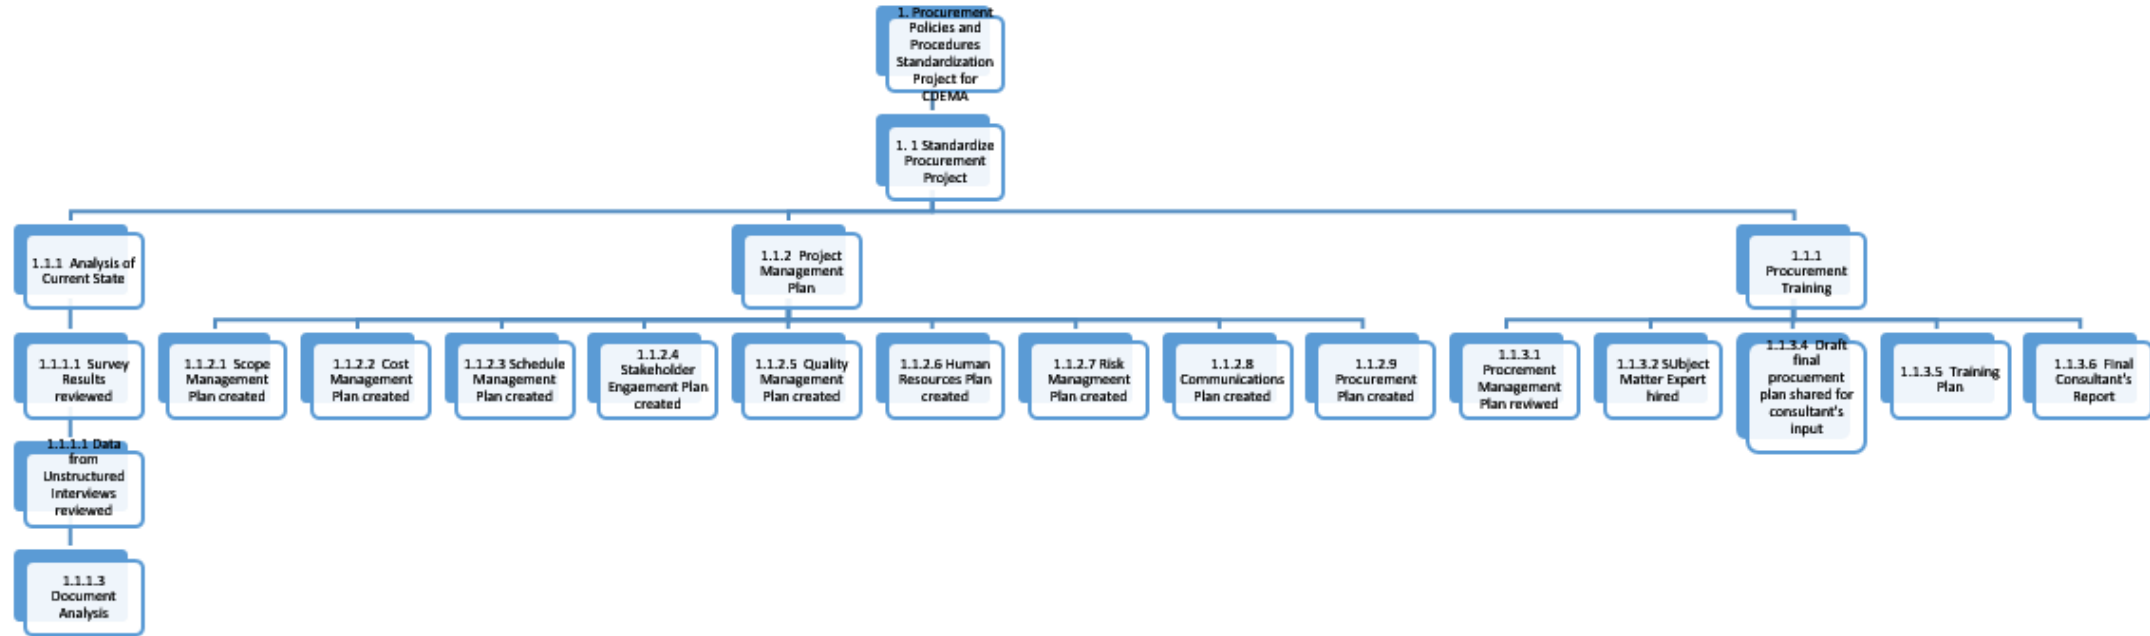 1. Procurement
Policies and
Procedures
Standardization
Project for
CDEMA
1. 1 Standardize
Procurement
Project
1.1.1 Analysis of
Current State
1.1.2 Project
Management
Plan
1.1.1
Procurement
Training
1.1.1.1 Survey
Results
reviewed
1.1.2.1 Scope
Management
Plan created
1.1.2.2 Cost
Management
Plan created
1.1.2.3 Schedule
Management
Plan created
1.1.2.4
Stakeholder
Engaement Plan
created
1.1.2.5 Quality
Management
Plan created
1.1.2.6 Human
Resources Plan
created
1.1.2.7 Risk
Managmeent
Plan created
1.1.2.8
Communications
Plan created
1.1.2.9
Procurement
Plan created
1.1.3.1
Procrement
Management
Plan reviwed
1.1.3.2 SUbject
Matter Expert
hired
1.1.3.4 Draft
final
procuement
plan shared for
consultant's
input
1.1.3.5 Training
Plan
1.1.3.6 Final
Consultant's
Report
1.1.1.1 Data
from
Unstructured
Interviews
reviewed
1.1.1.3
Document
Analysis